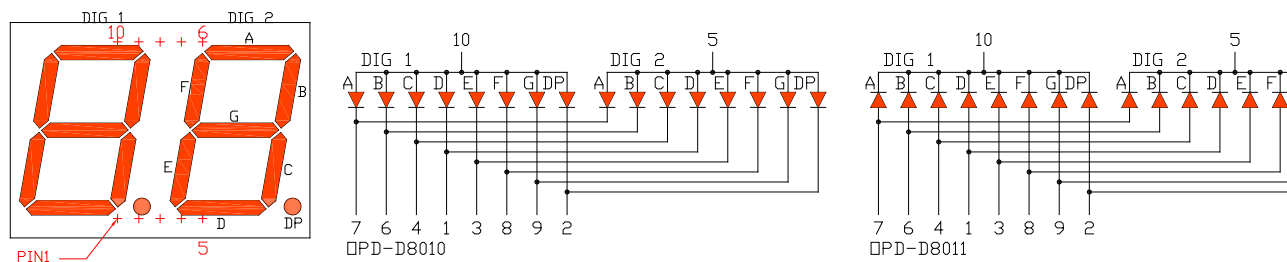 DIG 1 DIG 2
10 6
A
F B
G
E C
D DP
PIN1 5
10 5
DIG 1 DIG 2
A B C D E F G DP A B C D E F G DP
7 6 4 1 3 8 9 2
OPD-D8010
10 5
DIG 1 DIG 2
A B C D E F G DP A B C D E F
7 6 4 1 3 8 9 2
OPD-D8011